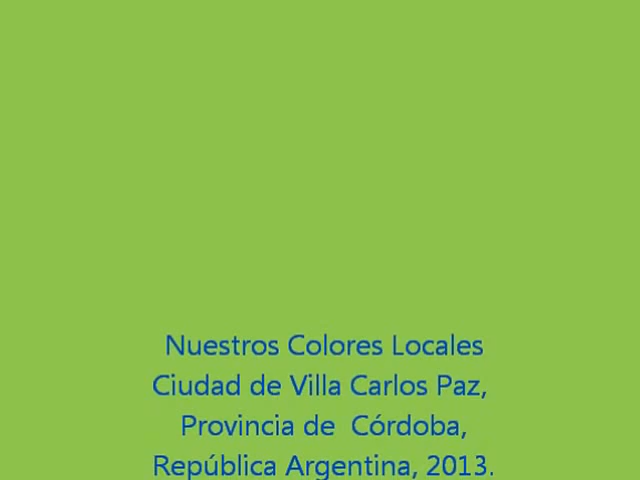 Nuestros Colores Locales
Ciudad de Villa Carlos Paz,
Provincia de  Córdoba,
República Argentina, 2013.